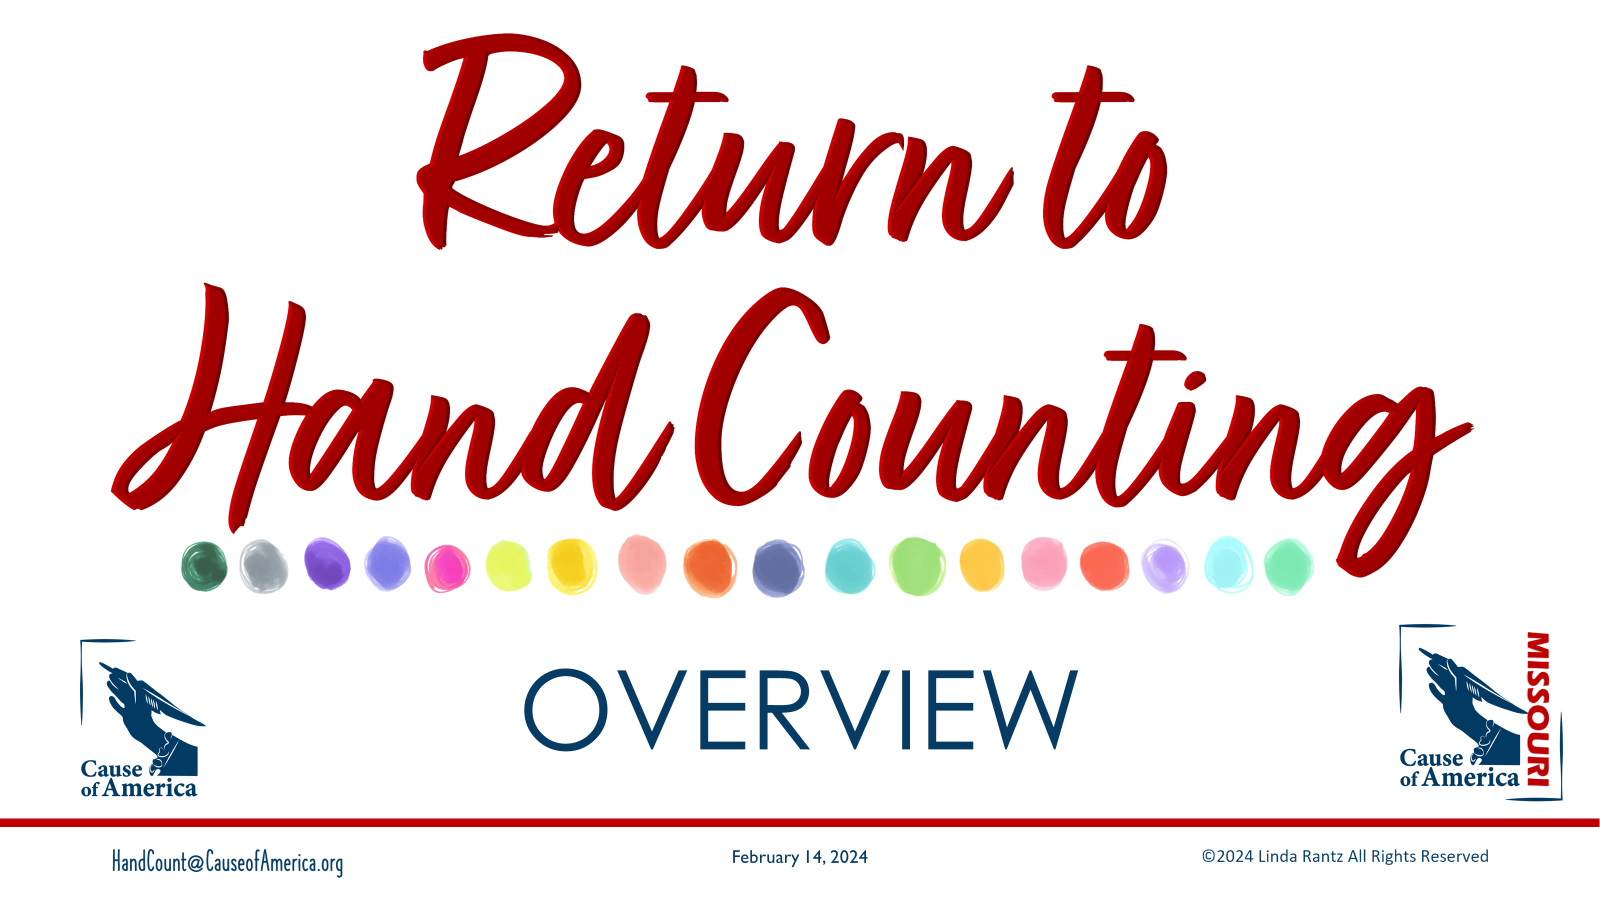 Return to
Hand Counting
OVERVIEW
Cause
of America
Cause
of America
MISSOURI
HandCount@CauseofAmerica.org
February 14, 2024
©2024 Linda Rantz All Rights Reserved